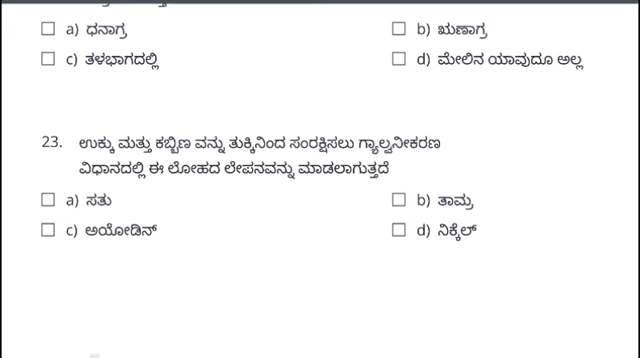 a) ಧನಾಗ್ರ b) ಋಣಾಗ್ರ
c) ತಳಭಾಗದಲ್ಲಿ d) ಮೇಲಿನ ಯಾವುದೂ ಅಲ್ಲ
23. ಉಕ್ಕು ಮತ್ತು ಕಬ್ಬಿಣ ವನ್ನು ತುಕ್ಕಿನಿಂದ ಸಂರಕ್ಷಿಸಲು ಗ್ಯಾಲ್ವನೀಕರಣ
ವಿಧಾನದಲ್ಲಿ ಈ ಲೋಹದ ಲೇಪನವನ್ನು ಮಾಡಲಾಗುತ್ತದೆ
a) ಸತು b) ತಾಮ್ರ
c) ಅಯೋಡಿನ್ d) ನಿಕ್ಕೆಲ್